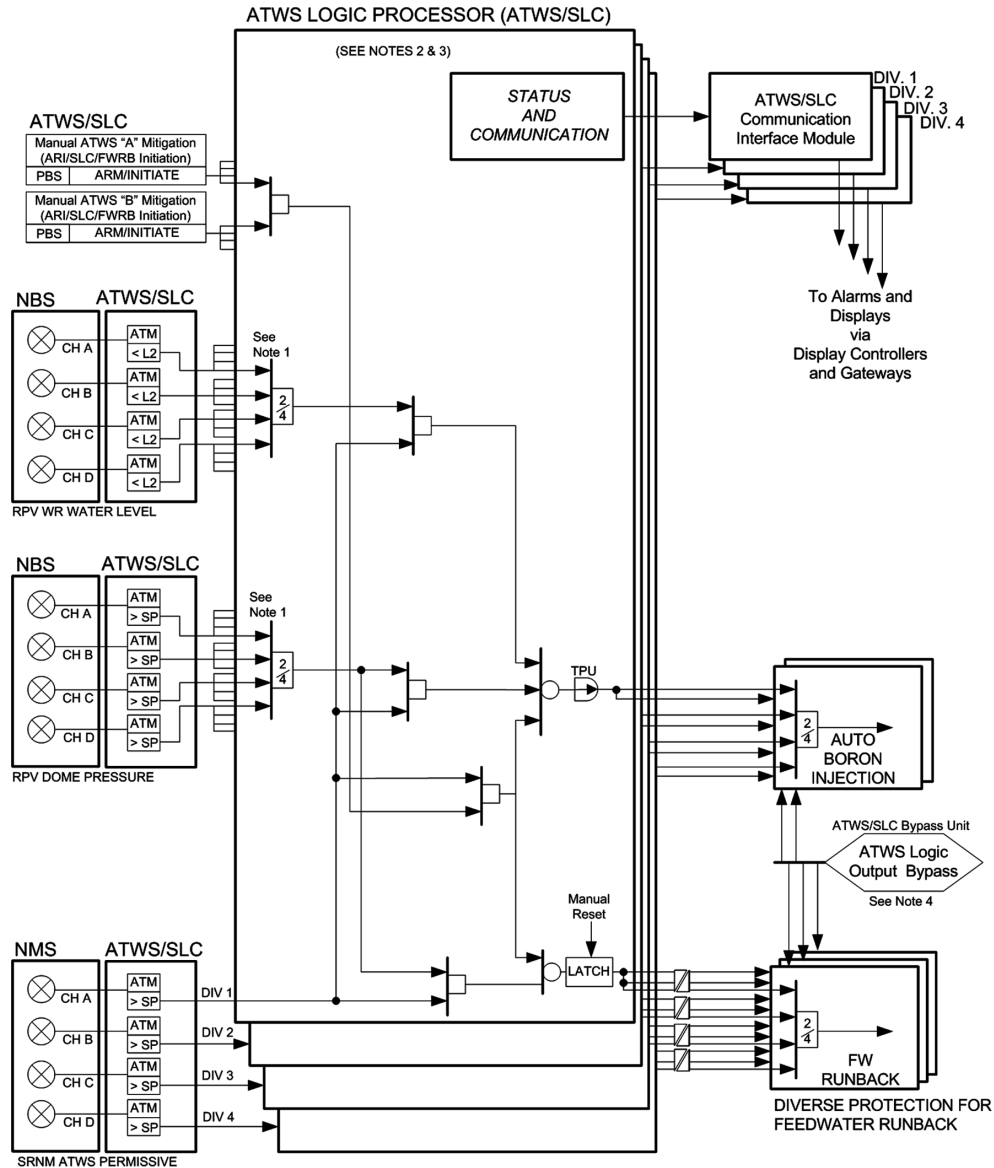 ATWS LOGIC PROCESSOR (ATWS/SLC)
(SEE NOTES 2 & 3)
STATUS
AND
COMMUNICATION
ATWS/SLC
Communication
Interface Module
DIV. 1
DIV. 2
DIV. 3
DIV. 4
To Alarms and
Displays
via
Display Controllers
and Gateways
ATWS/SLC
Manual ATWS “A” Mitigation
(ARI/SLC/FWRB Initiation)
PBS ARM/INITIATE
Manual ATWS “B” Mitigation
(ARI/SLC/FWRB Initiation)
PBS ARM/INITIATE
NBS ATWS/SLC
CH A
ATM
< L2
CH B
ATM
< L2
CH C
ATM
< L2
CH D
ATM
< L2
RPV WR WATER LEVEL
See
Note 1
2
4
NBS ATWS/SLC
CH A
ATM
> SP
CH B
ATM
> SP
CH C
ATM
> SP
CH D
ATM
> SP
RPV DOME PRESSURE
See
Note 1
2
4
TPU
2
4
AUTO
BORON
INJECTION
ATWS/SLC Bypass Unit
ATWS Logic
Output Bypass
See Note 4
Manual
Reset
LATCH
NMS ATWS/SLC
CH A
ATM
> SP
DIV 1
CH B
ATM
> SP
DIV 2
CH C
ATM
> SP
DIV 3
CH D
ATM
> SP
DIV 4
SRNM ATWS PERMISSIVE
2
4
FW
RUNBACK
DIVERSE PROTECTION FOR
FEEDWATER RUNBACK